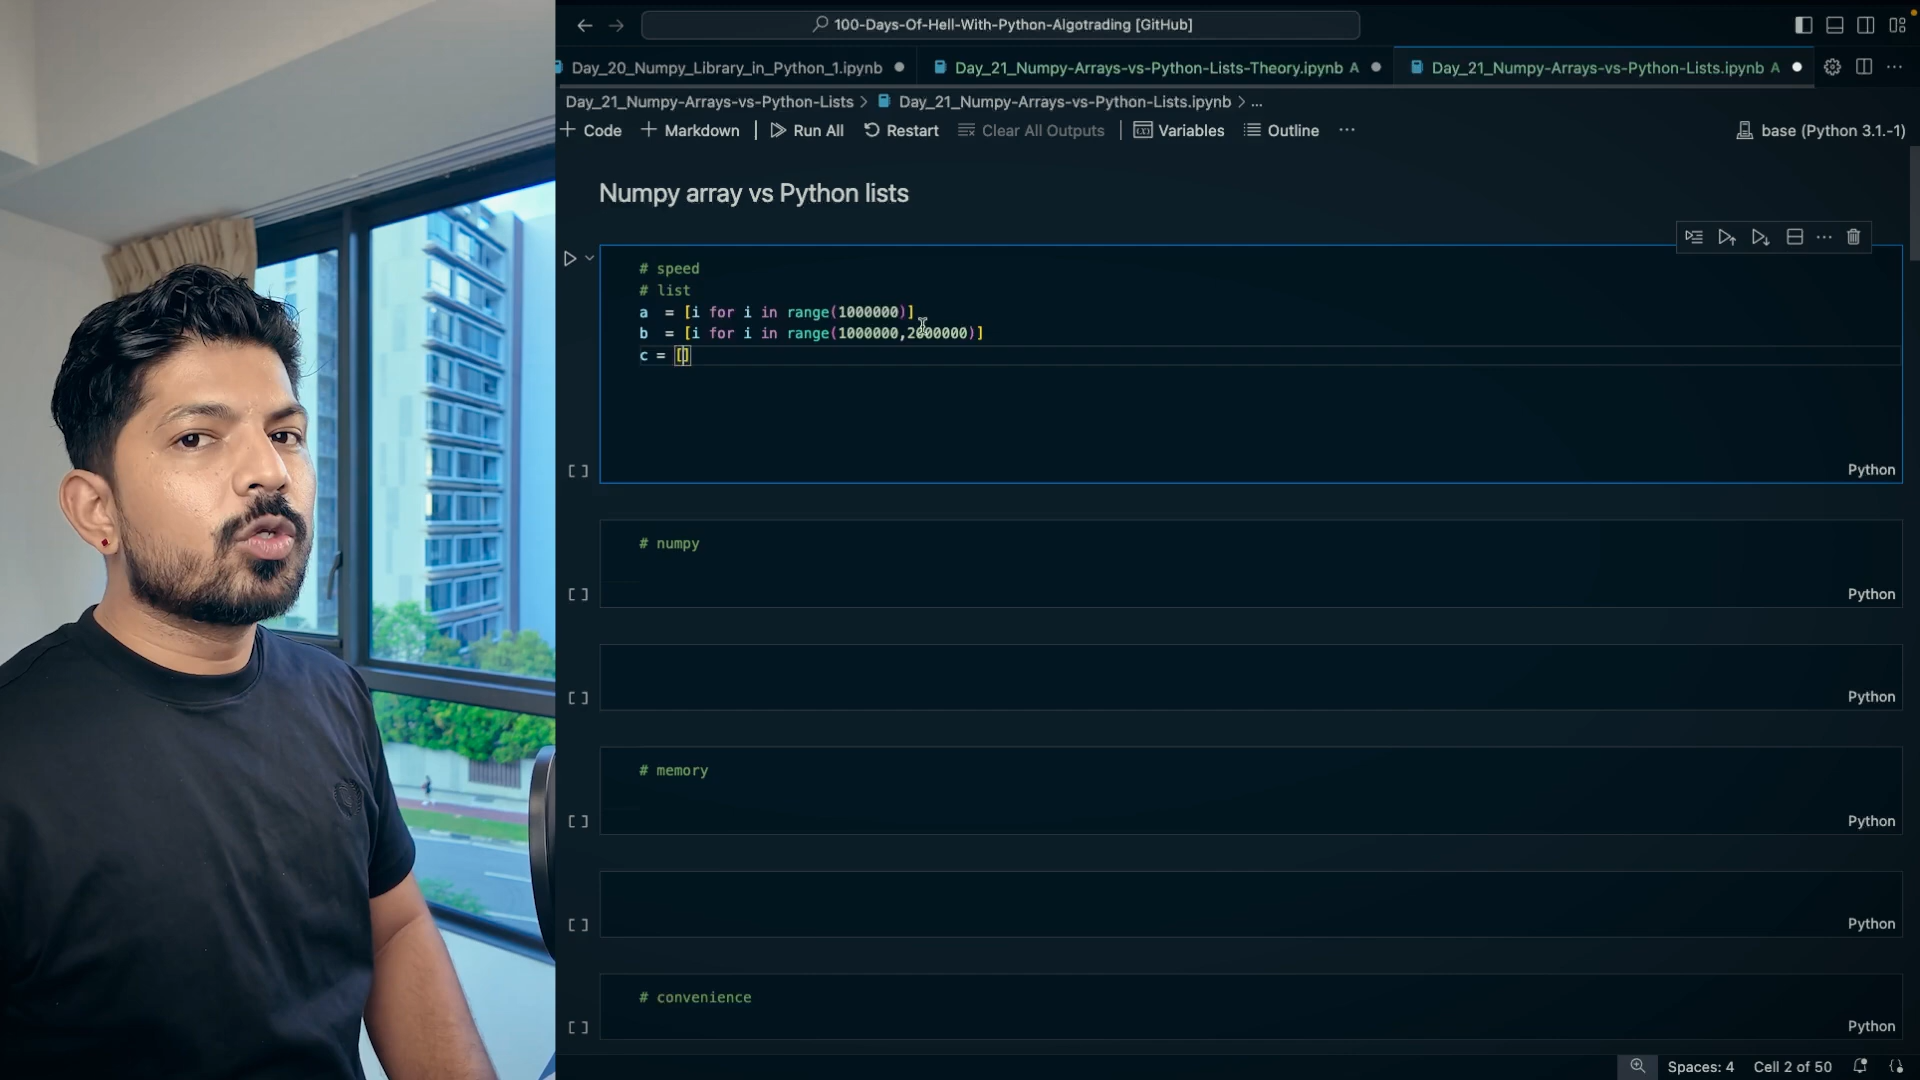 100-Days-Of-Hell-With-Python-Algotrading [GitHub]
Day_20_Numpy_Library_in_Python_1.ipynb
Day_21_Numpy-Arrays-vs-Python-Lists-Theory.ipynb A
Day_21_Numpy-Arrays-vs-Python-Lists.ipynb A
Day_21_Numpy-Arrays-vs-Python-Lists > Day_21_Numpy-Arrays-vs-Python-Lists.ipynb > ...
+ Code + Markdown | Run All Restart Clear All Outputs | Variables Outline ...
base (Python 3.1.-1)
Numpy array vs Python lists
# speed
# list
a  = [i for i in range(1000000)]
b  = [i for i in range(1000000,2000000)]
c = []
[ ]
Python
# numpy
[ ]
Python
[ ]
Python
# memory
[ ]
Python
[ ]
Python
# convenience
[ ]
Python
Spaces: 4 Cell 2 of 50